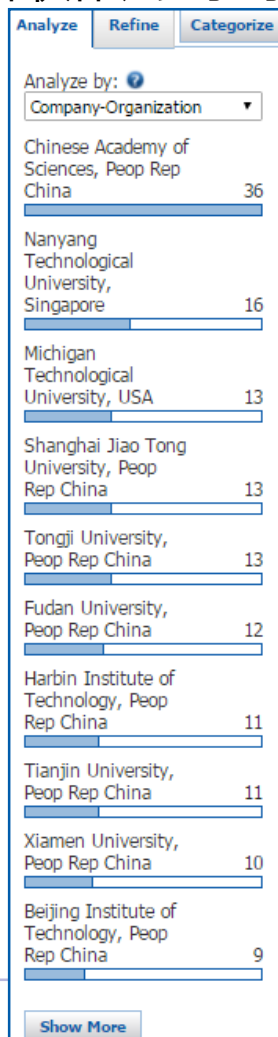 Analyze Refine Categorize
Analyze by:
Company-Organization
Chinese Academy of
Sciences, Peop Rep
China 36
Nanyang
Technological
University,
Singapore 16
Michigan
Technological
University, USA 13
Shanghai Jiao Tong
University, Peop
Rep China 13
Tongji University,
Peop Rep China 13
Fudan University,
Peop Rep China 12
Harbin Institute of
Technology, Peop
Rep China 11
Tianjin University,
Peop Rep China 11
Xiamen University,
Peop Rep China 10
Beijing Institute of
Technology, Peop
Rep China 9
Show More